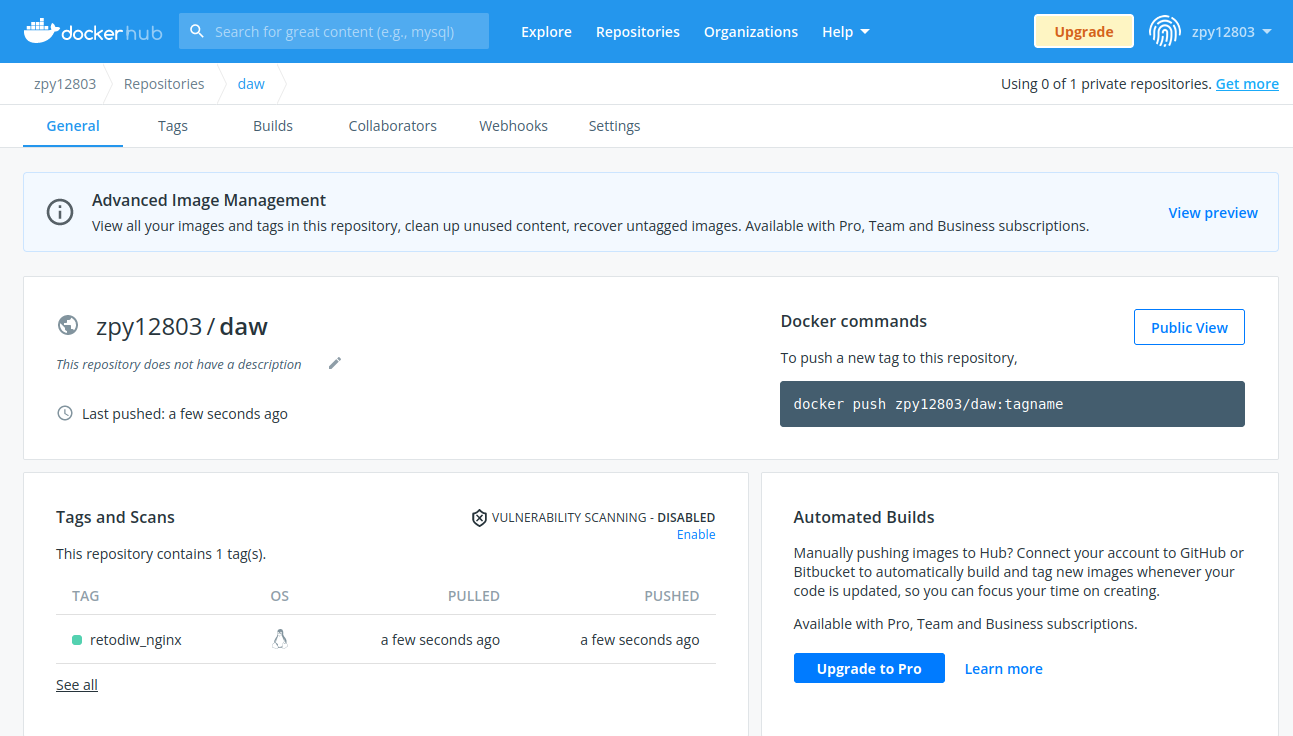 docker hub
Search for great content (e.g., mysql)
Explore
Repositories
Organizations
Help
Upgrade
zpy12803
zpy12803
Repositories
daw
Using 0 of 1 private repositories. Get more
General
Tags
Builds
Collaborators
Webhooks
Settings
Advanced Image Management
View all your images and tags in this repository, clean up unused content, recover untagged images. Available with Pro, Team and Business subscriptions.
View preview
zpy12803 / daw
This repository does not have a description
Last pushed: a few seconds ago
Docker commands
Public View
To push a new tag to this repository,
docker push zpy12803/daw:tagname
Tags and Scans
VULNERABILITY SCANNING - DISABLED
Enable
This repository contains 1 tag(s).
TAG OS PULLED PUSHED
retodiw_nginx a few seconds ago a few seconds ago
See all
Automated Builds
Manually pushing images to Hub? Connect your account to GitHub or
Bitbucket to automatically build and tag new images whenever your
code is updated, so you can focus your time on creating.
Available with Pro, Team and Business subscriptions.
Upgrade to Pro
Learn more